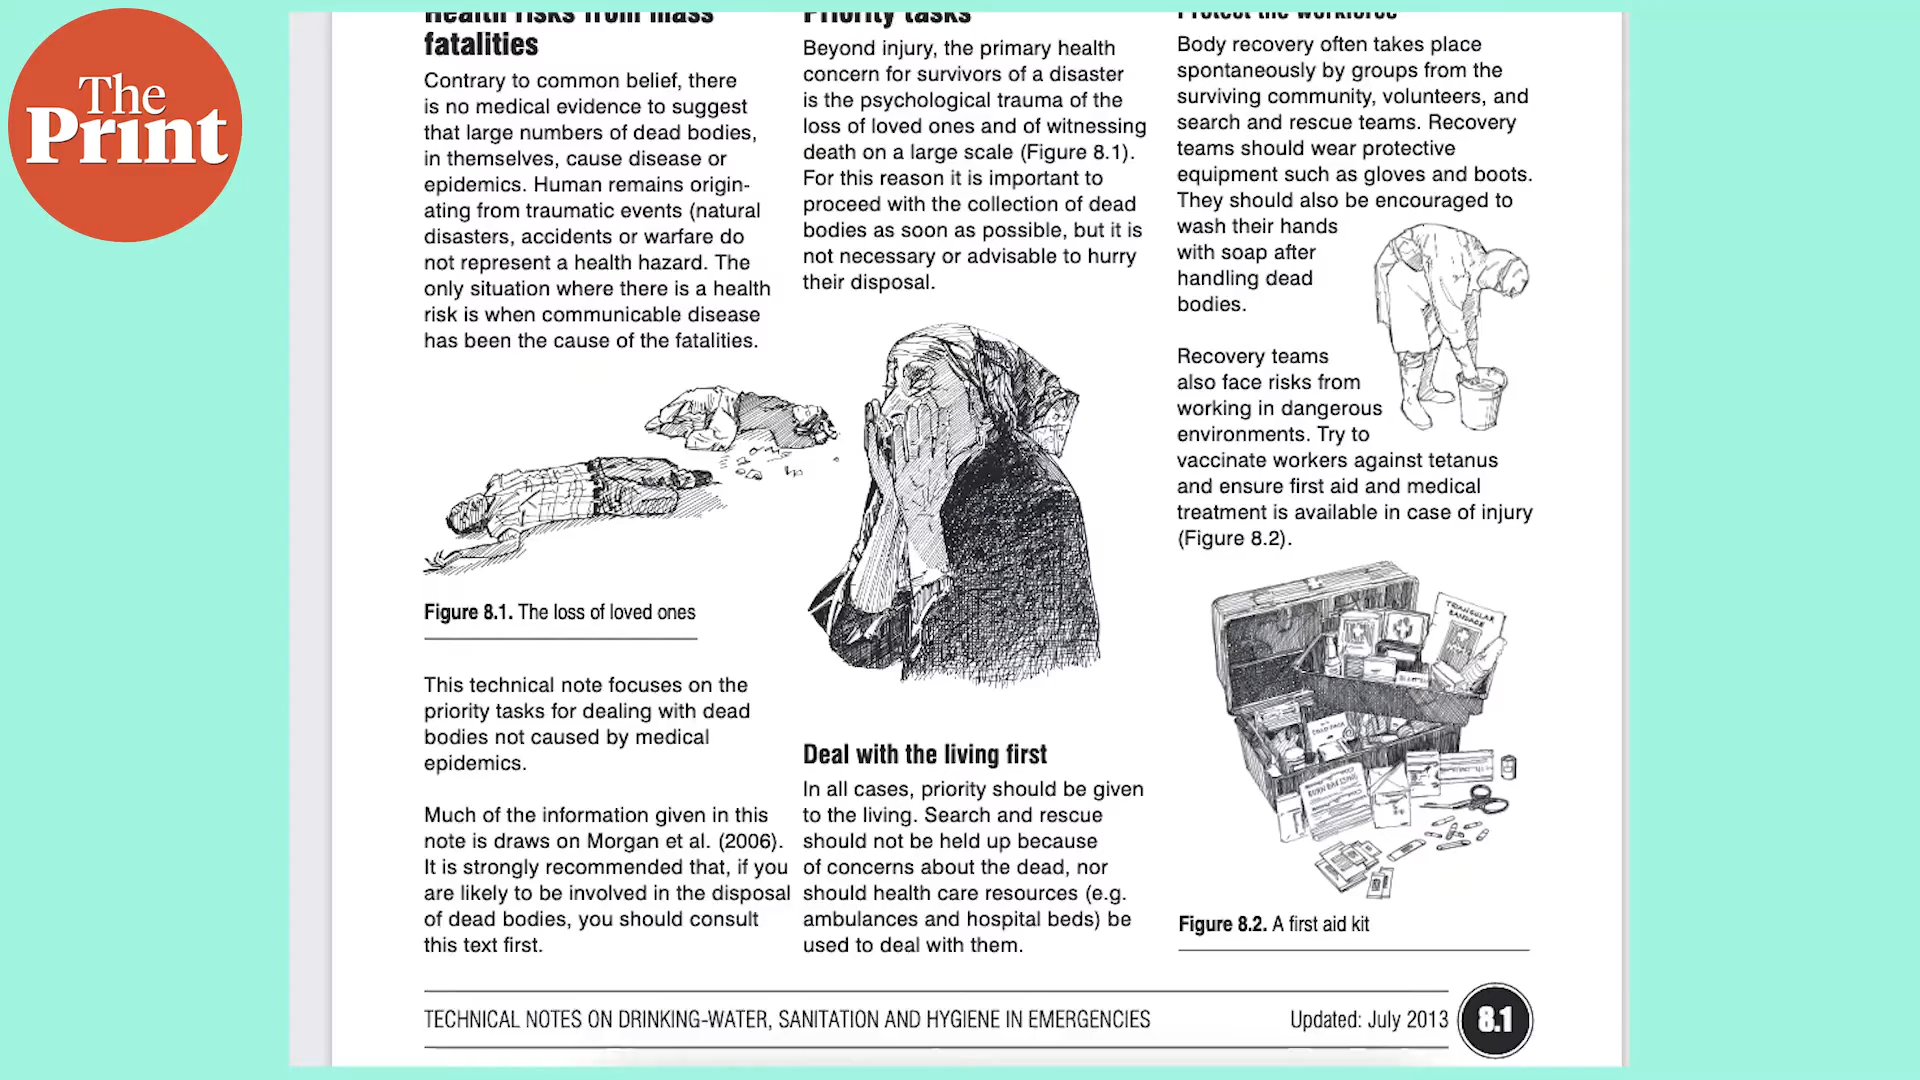 The
Print
Health risks from mass
fatalities
Contrary to common belief, there
is no medical evidence to suggest
that large numbers of dead bodies,
in themselves, cause disease or
epidemics. Human remains origin-
ating from traumatic events (natural
disasters, accidents or warfare do
not represent a health hazard. The
only situation where there is a health
risk is when communicable disease
has been the cause of the fatalities.
Figure 8.1. The loss of loved ones
This technical note focuses on the
priority tasks for dealing with dead
bodies not caused by medical
epidemics.
Much of the information given in this
note is draws on Morgan et al. (2006).
It is strongly recommended that, if you
are likely to be involved in the disposal
of dead bodies, you should consult
this text first.
Priority tasks
Beyond injury, the primary health
concern for survivors of a disaster
is the psychological trauma of the
loss of loved ones and of witnessing
death on a large scale (Figure 8.1).
For this reason it is important to
proceed with the collection of dead
bodies as soon as possible, but it is
not necessary or advisable to hurry
their disposal.
Deal with the living first
In all cases, priority should be given
to the living. Search and rescue
should not be held up because
of concerns about the dead, nor
should health care resources (e.g.
ambulances and hospital beds) be
used to deal with them.
Protect the workforce
Body recovery often takes place
spontaneously by groups from the
surviving community, volunteers, and
search and rescue teams. Recovery
teams should wear protective
equipment such as gloves and boots.
They should also be encouraged to
wash their hands
with soap after
handling dead
bodies.
Recovery teams
also face risks from
working in dangerous
environments. Try to
vaccinate workers against tetanus
and ensure first aid and medical
treatment is available in case of injury
(Figure 8.2).
TRIANGULAR
BANDAGE
Figure 8.2. A first aid kit
TECHNICAL NOTES ON DRINKING-WATER, SANITATION AND HYGIENE IN EMERGENCIES
Updated: July 2013
8.1